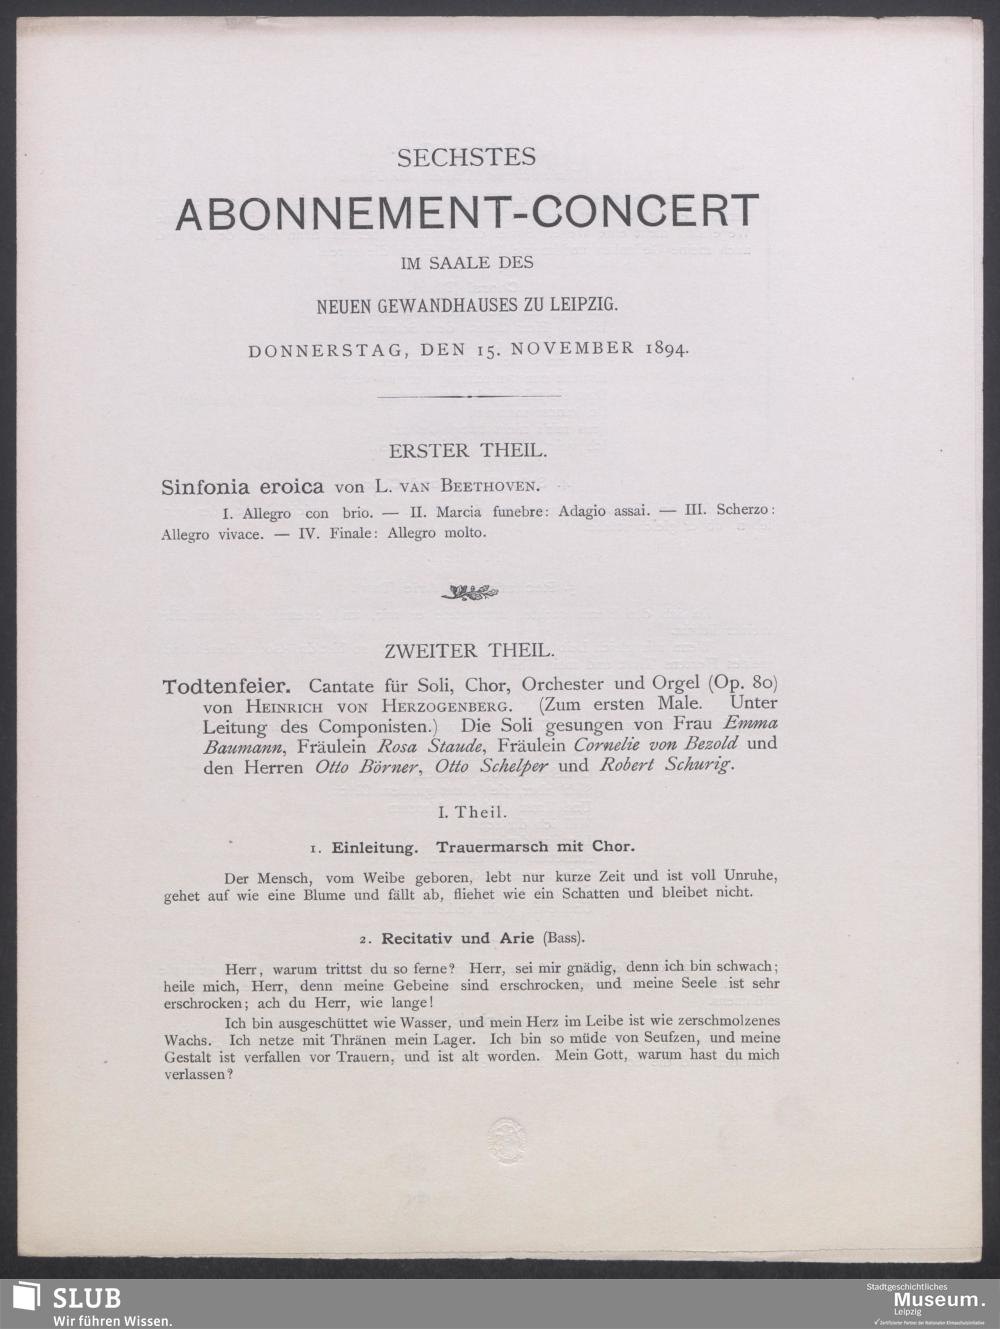 SECHSTES
ABONNEMENT-CONCERT
IM SAALE DES
NEUEN GEWANDHAUSES ZU LEIPZIG.
DONNERSTAG, DEN 15. NOVEMBER 1894.
ERSTER THEIL.
Sinfonia eroica von L. VAN BEETHOVEN.
I. Allegro con brio. — II. Marcia funebre: Adagio assai. — III. Scherzo:
Allegro vivace. — IV. Finale: Allegro molto.
ZWEITER THEIL.
Todtenfeier. Cantate für Soli, Chor, Orchester und Orgel (Op. 80)
von HEINRICH VON HERZOGENBERG. (Zum ersten Male. Unter
Leitung des Componisten.) Die Soli gesungen von Frau Emma
Baumann, Fräulein Rosa Staude, Fräulein Cornelie von Bezold und
den Herren Otto Börner, Otto Schelper und Robert Schurig.
I. Theil.
1. Einleitung. Trauermarsch mit Chor.
Der Mensch, vom Weibe geboren, lebt nur kurze Zeit und ist voll Unruhe,
gehet auf wie eine Blume und fällt ab, fliehet wie ein Schatten und bleibet nicht.
2. Recitativ und Arie (Bass).
Herr, warum trittst du so ferne? Herr, sei mir gnädig, denn ich bin schwach;
heile mich, Herr, denn meine Gebeine sind erschrocken, und meine Seele ist sehr
erschrocken; ach du Herr, wie lange!
Ich bin ausgeschüttet wie Wasser, und mein Herz im Leibe ist wie zerschmolzenes
Wachs. Ich netze mit Thränen mein Lager. Ich bin so müde von Seufzen, und meine
Gestalt ist verfallen vor Trauern, und ist alt worden. Mein Gott, warum hast du mich
verlassen?
SLUB
Wir führen Wissen.
Stadtgeschichtliches
Museum.
Leipzig
Zertifizierter Partner der Nationalen Klimaschutzinitiative